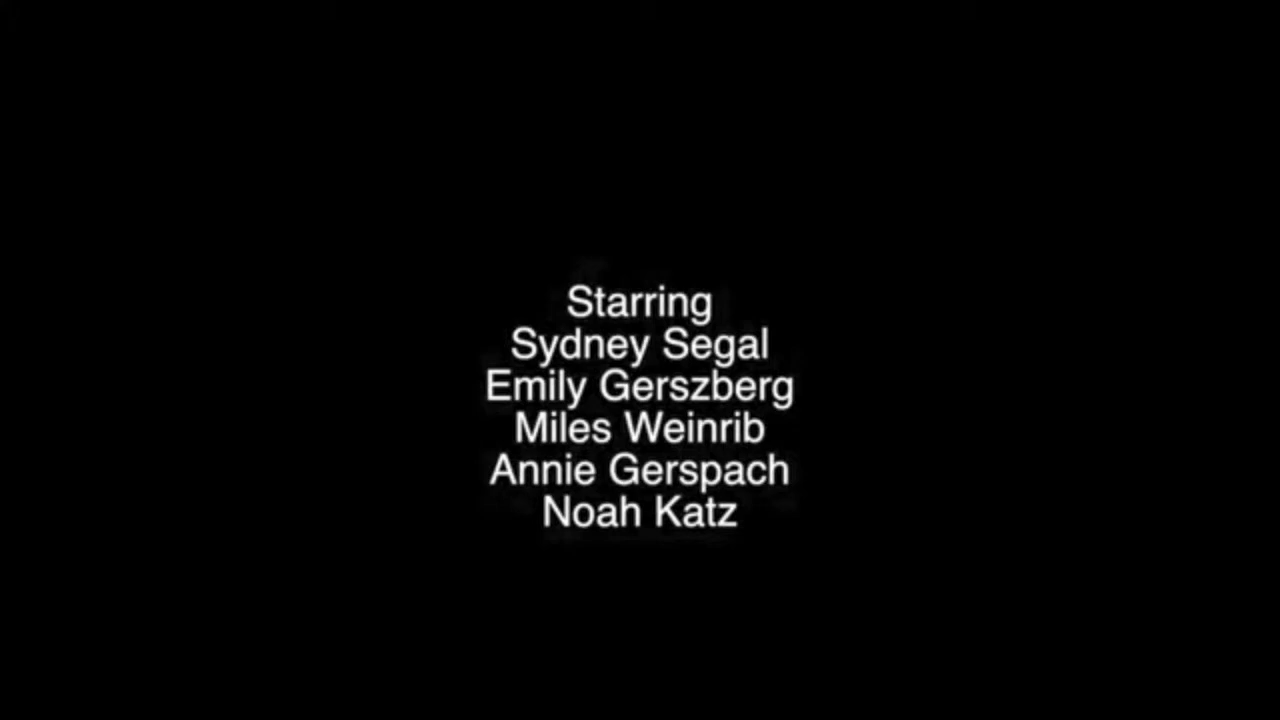 Starring
Sydney Segal
Emily Gerszberg
Miles Weinrib
Annie Gerspach
Noah Katz